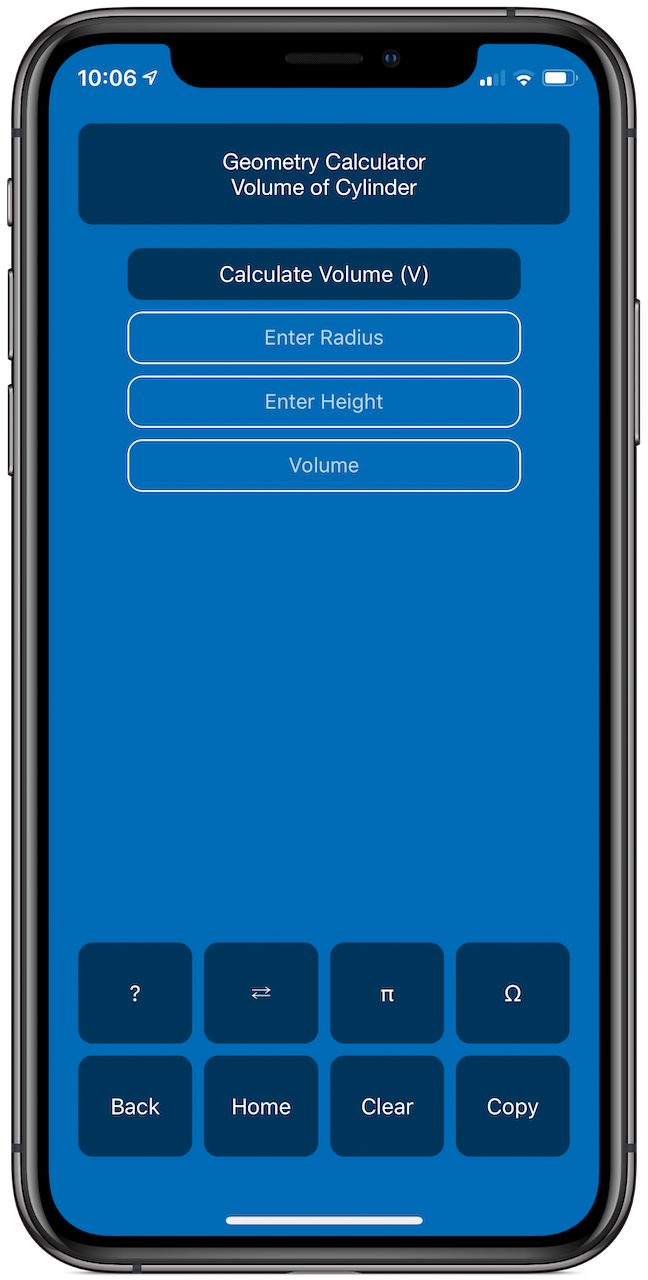 10:06
Geometry Calculator
Volume of Cylinder
Calculate Volume (V)
Enter Radius
Enter Height
Volume
? ⇄ π Ω
Back Home Clear Copy